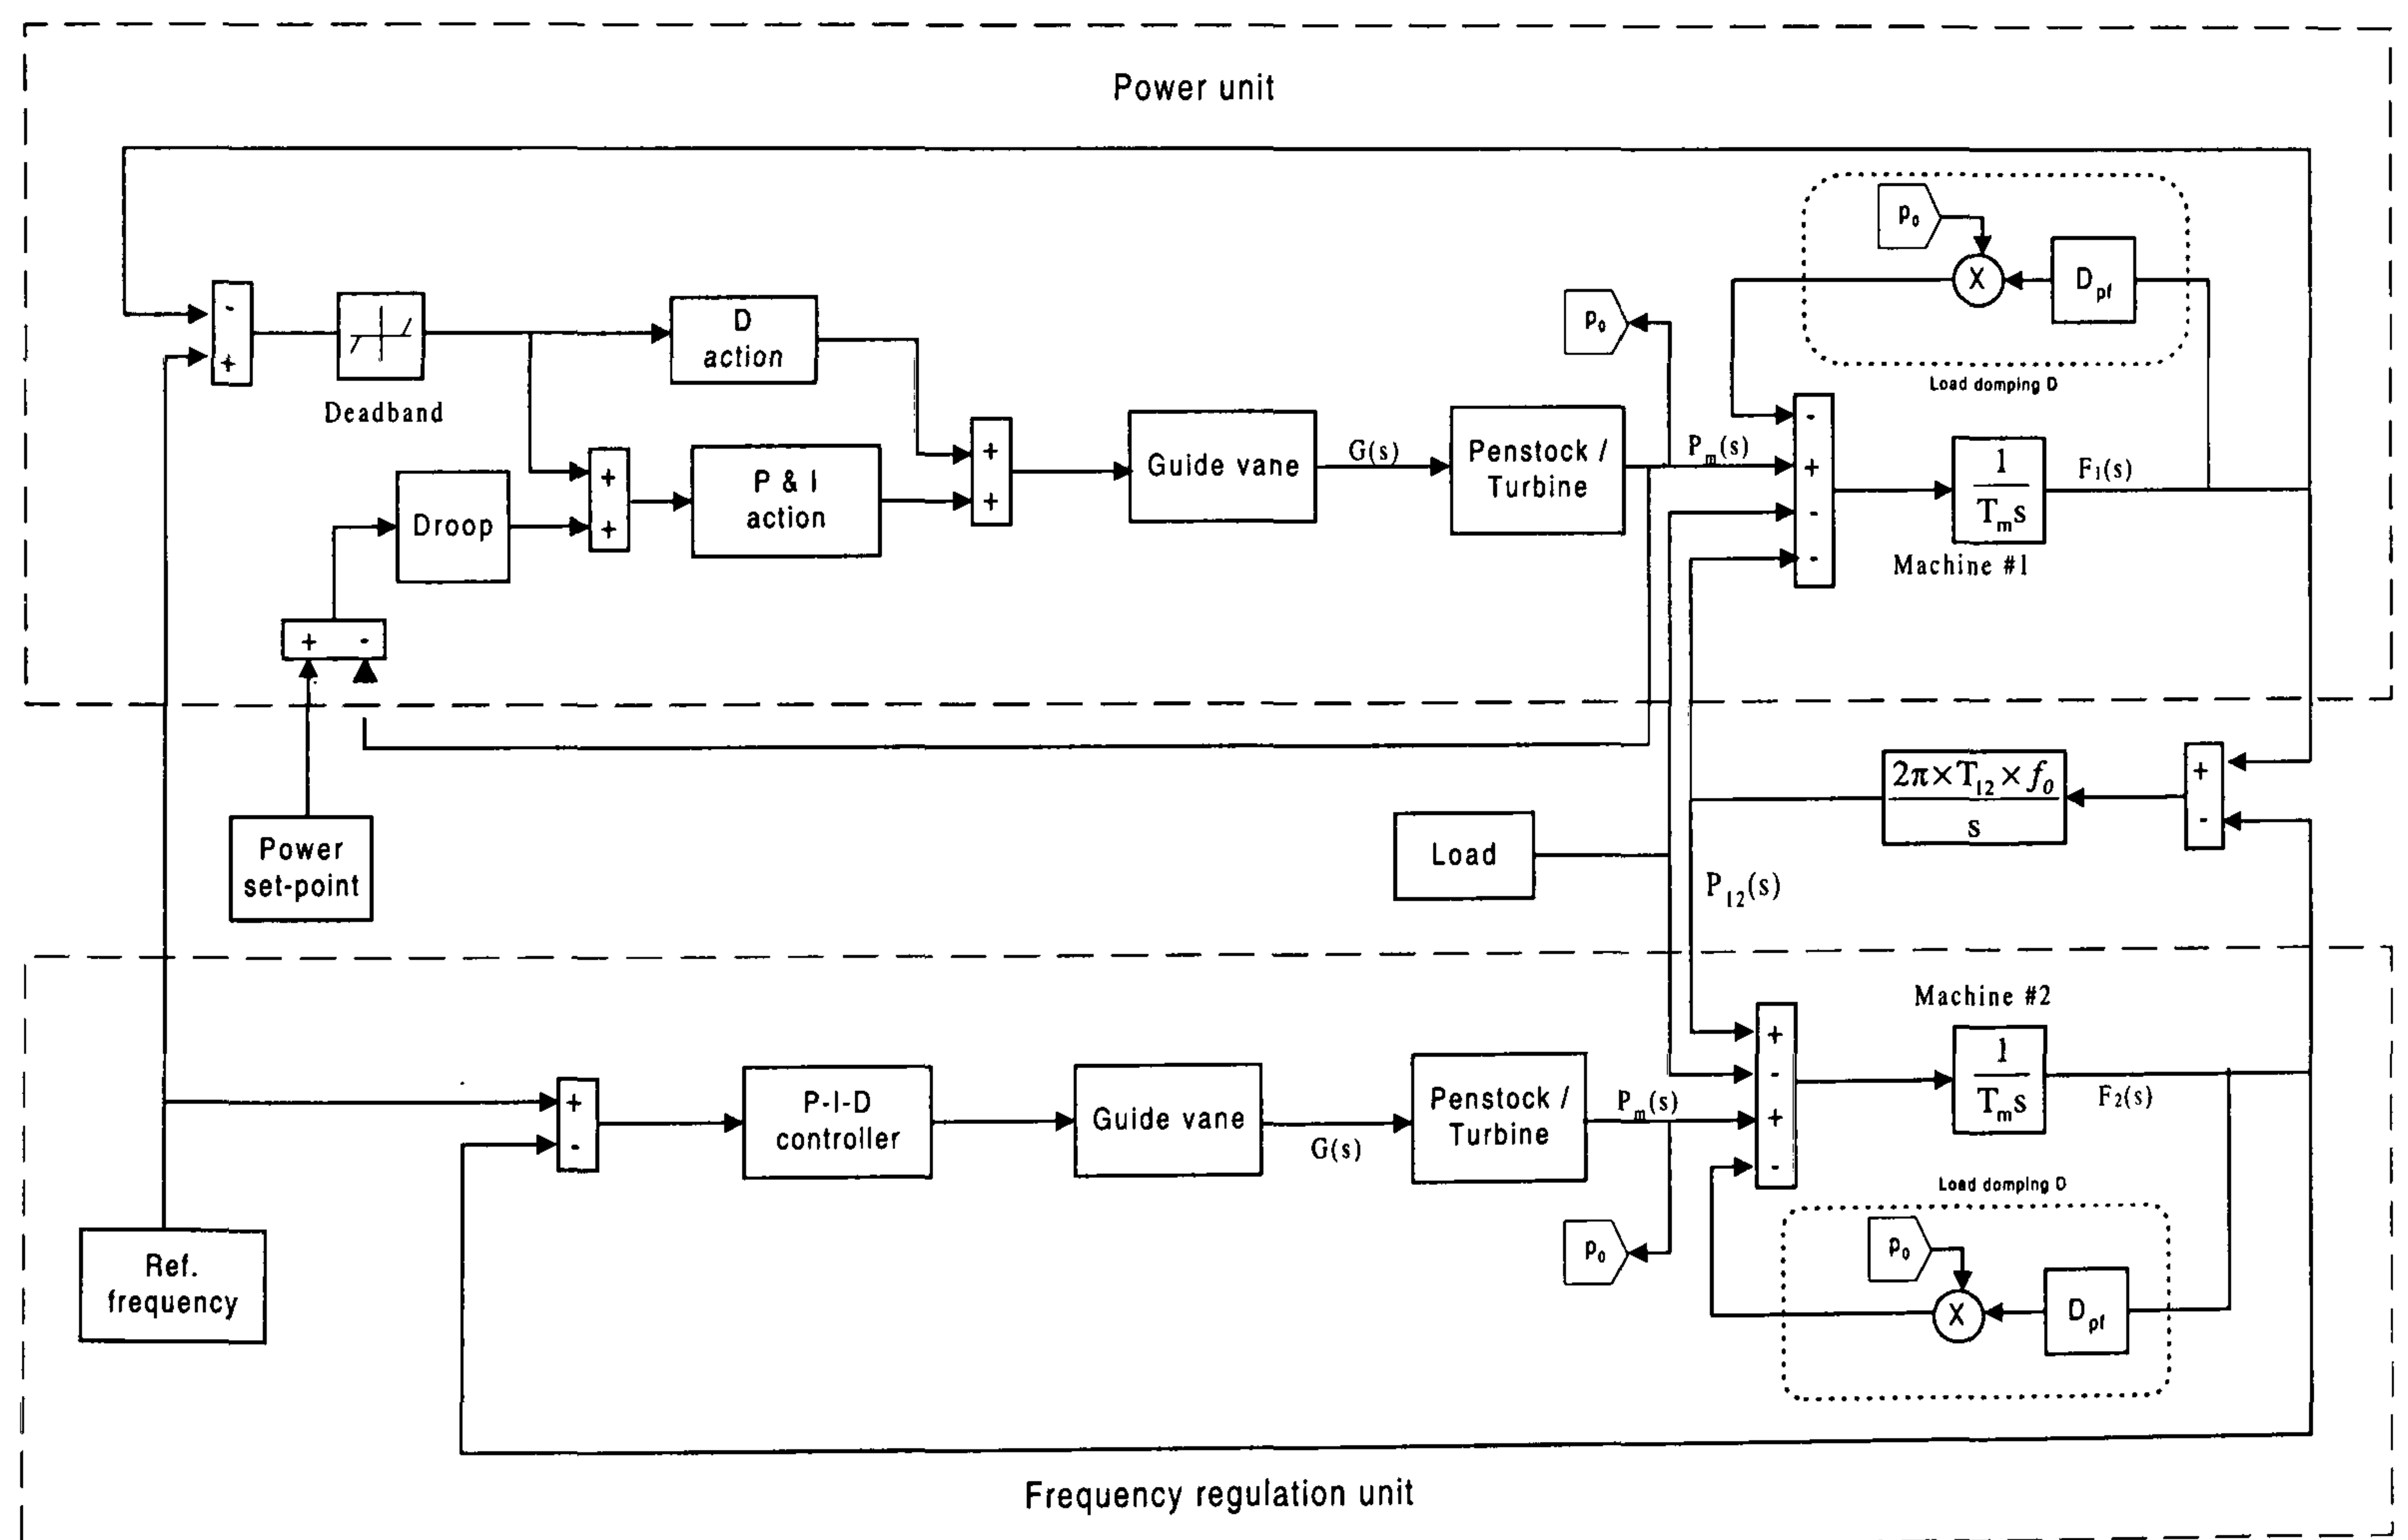 Power unit
p0
Dpf
X
Load domping D
-
+
Deadband
D
action
p0
Droop
+
+
P & I
action
+
+
Guide vane
G(s)
Penstock /
Turbine
Pm(s)
-
+
-
-
1
Tms
F1(s)
Machine #1
+ -
Power
set-point
Load
2π×T12×f0
s
+
-
P12(s)
Machine #2
+
-
P-I-D
controller
Guide vane
G(s)
Penstock /
Turbine
Pm(s)
+
-
+
-
1
Tms
F2(s)
Load domping D
p0
p0
X
Dpf
Ref.
frequency
Frequency regulation unit